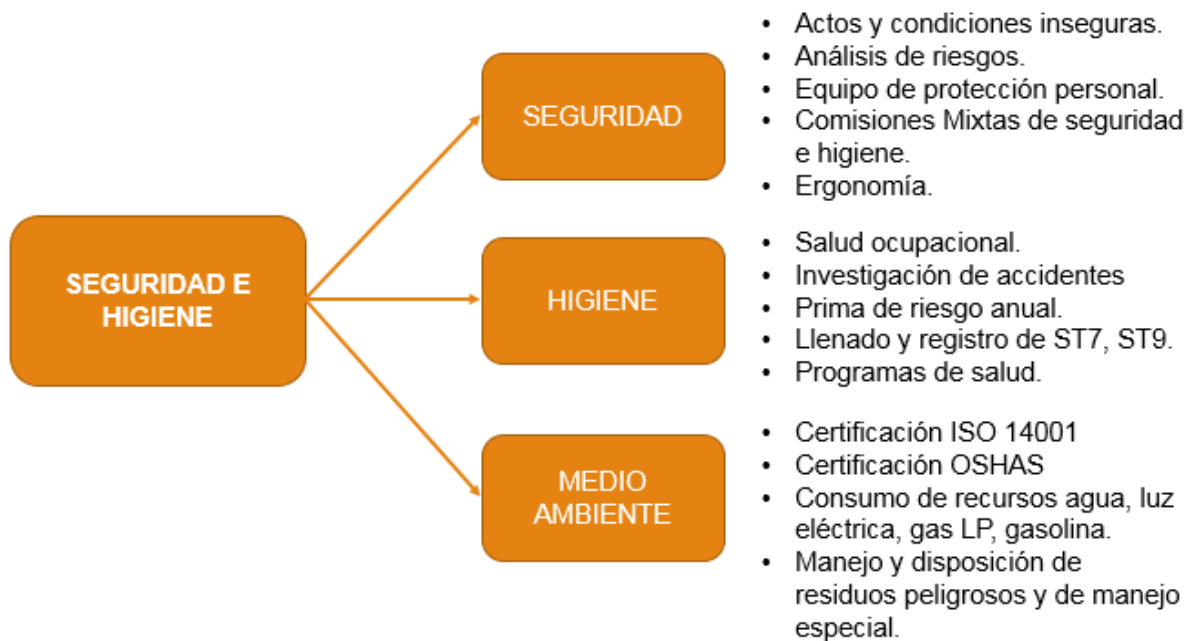 SEGURIDAD E
HIGIENE
SEGURIDAD
• Actos y condiciones inseguras.
• Análisis de riesgos.
• Equipo de protección personal.
• Comisiones Mixtas de seguridad
e higiene.
• Ergonomía.
HIGIENE
• Salud ocupacional.
• Investigación de accidentes
• Prima de riesgo anual.
• Llenado y registro de ST7, ST9.
• Programas de salud.
MEDIO
AMBIENTE
• Certificación ISO 14001
• Certificación OSHAS
• Consumo de recursos agua, luz
eléctrica, gas LP, gasolina.
• Manejo y disposición de
residuos peligrosos y de manejo
especial.